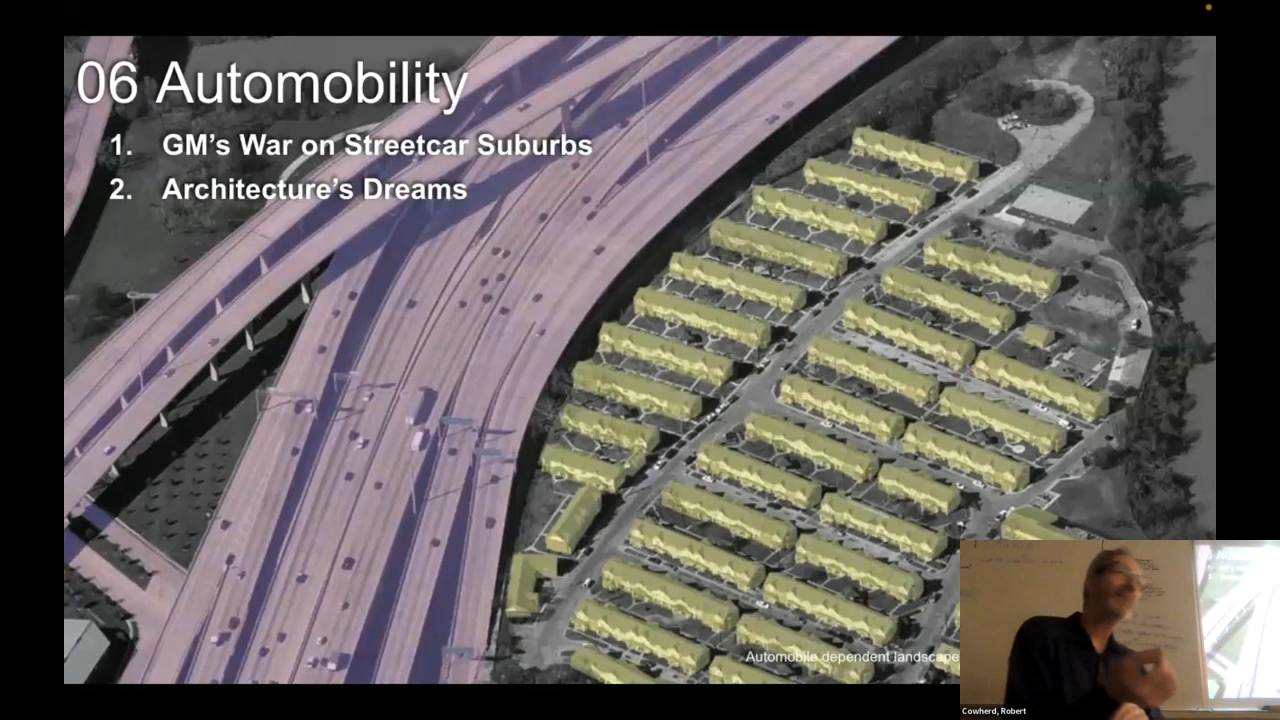 06 Automobility
1. GM’s War on Streetcar Suburbs
2. Architecture’s Dreams
Automobile dependent landscape
Cowherd, Robert